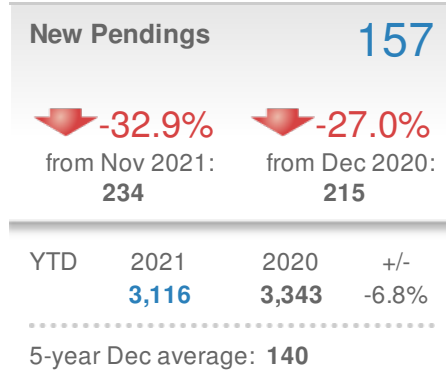 New Pendings 157
-32.9% -27.0%
from Nov 2021: from Dec 2020:
234 215
YTD 2021 2020 +/-
3,116 3,343 -6.8%
5-year Dec average: 140